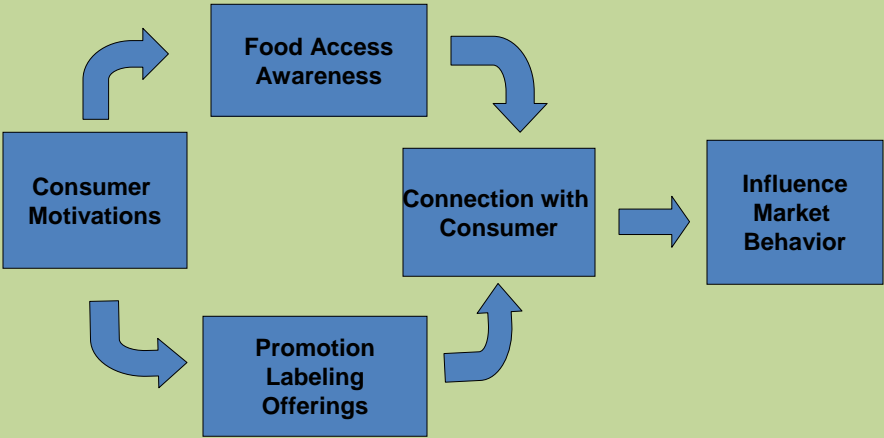 Food Access
Awareness
Consumer
Motivations
Connection with
Consumer
Influence
Market
Behavior
Promotion
Labeling
Offerings